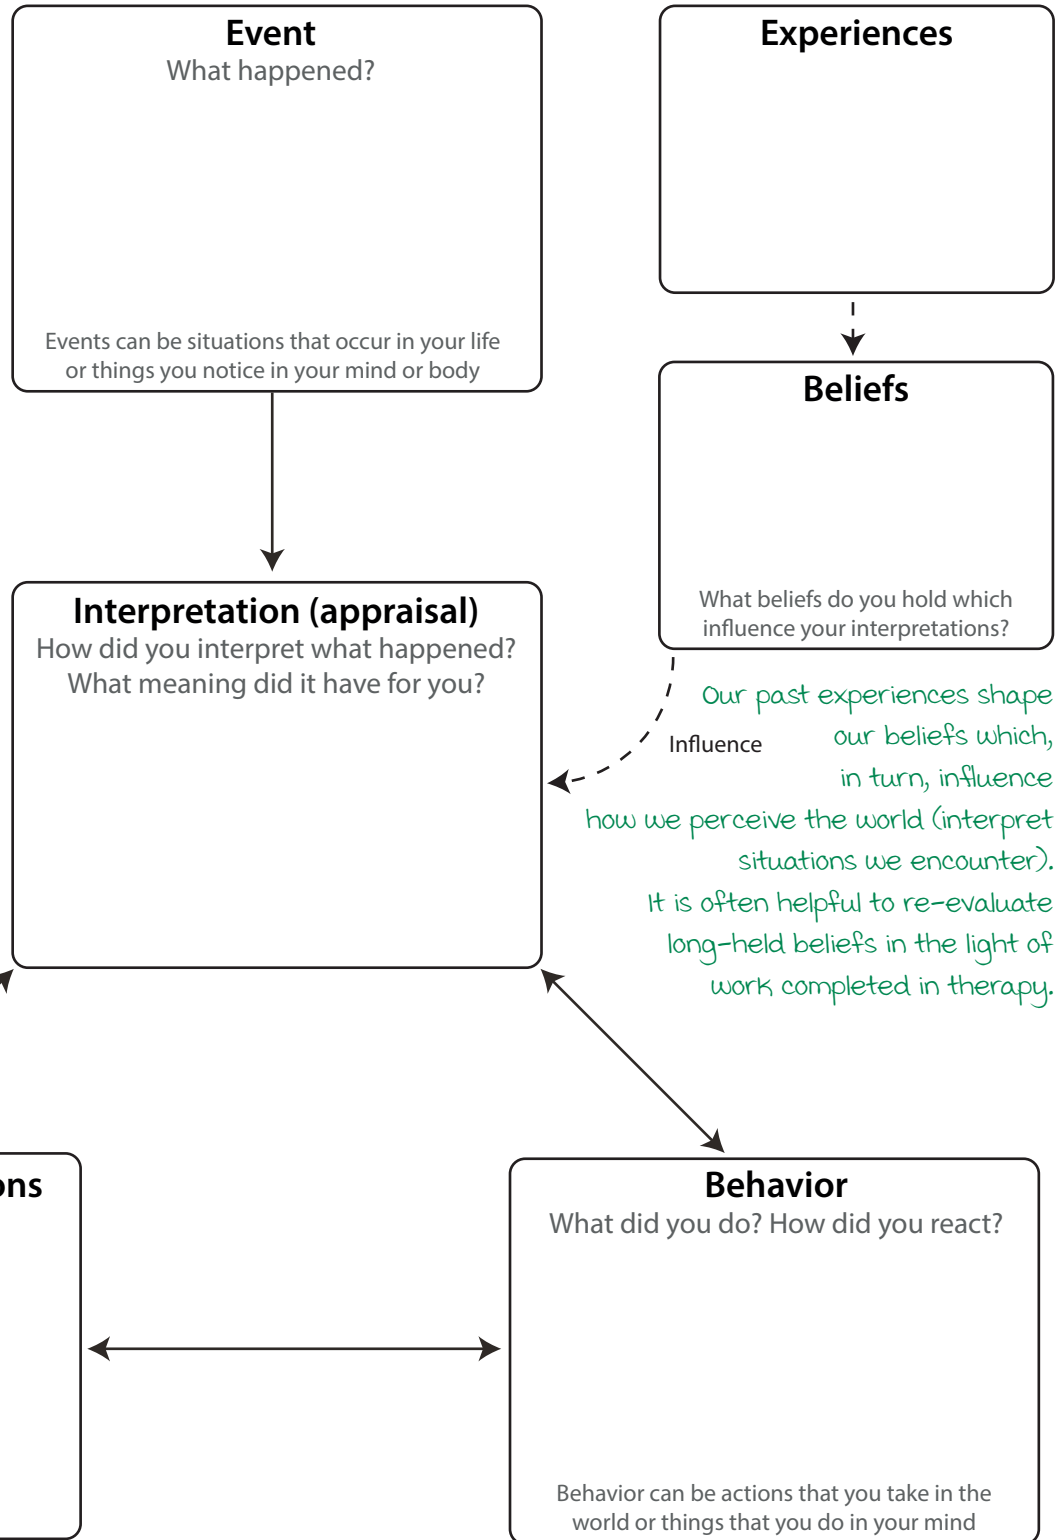 Event
What happened?
Events can be situations that occur in your life
or things you notice in your mind or body
Experiences
Beliefs
What beliefs do you hold which
influence your interpretations?
Interpretation (appraisal)
How did you interpret what happened?
What meaning did it have for you?
Influence
Our past experiences shape
our beliefs which,
in turn, influence
how we perceive the world (interpret
situations we encounter).
It is often helpful to re-evaluate
long-held beliefs in the light of
work completed in therapy.
ons
Behavior
What did you do? How did you react?
Behavior can be actions that you take in the
world or things that you do in your mind